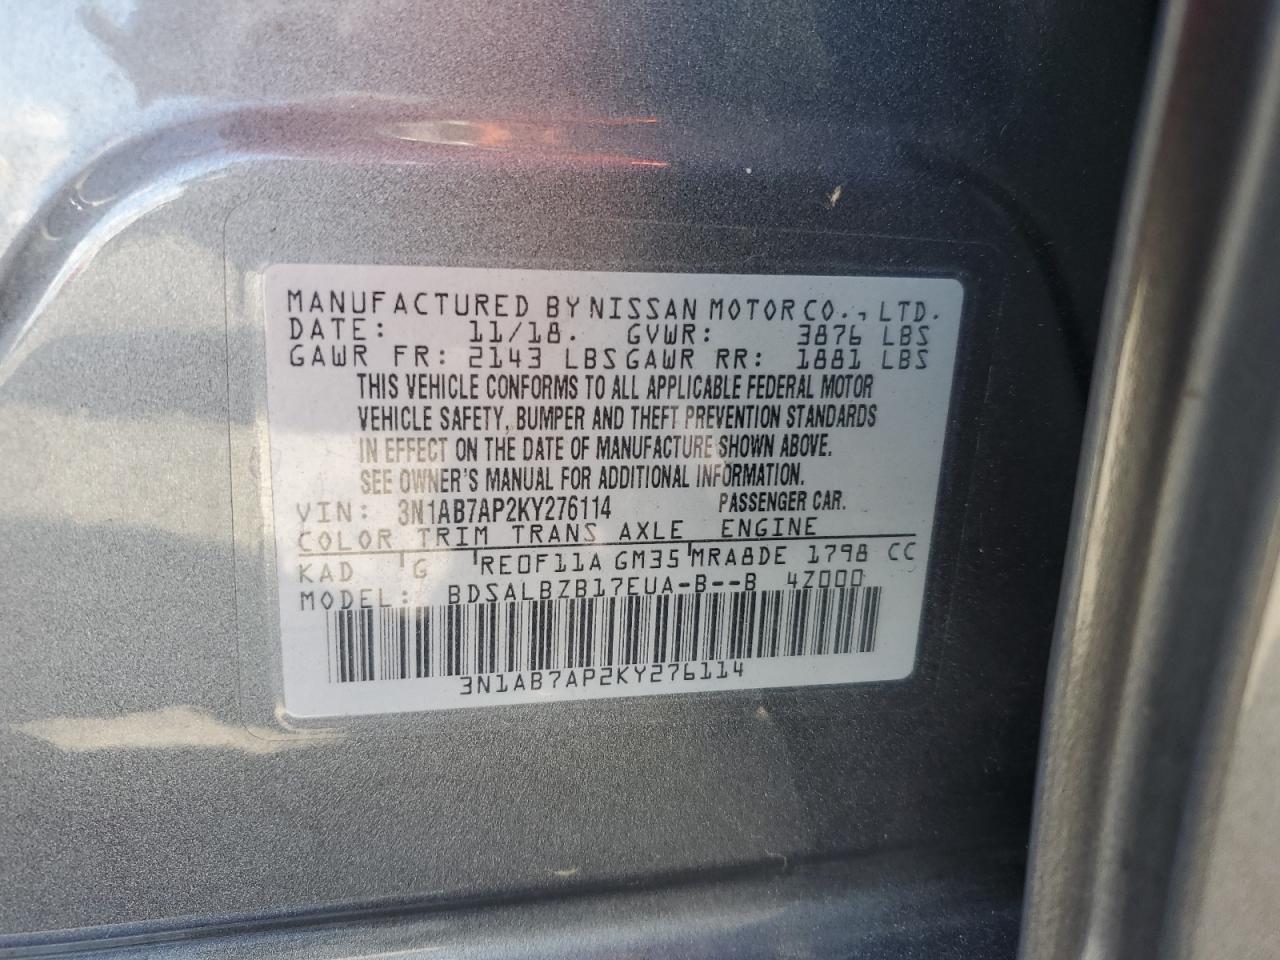 MANUFACTURED BY NISSAN MOTOR CO., LTD.
DATE: 11/18. GVWR: 3876 LBS
GAWR FR: 2143 LBS GAWR RR: 1881 LBS
THIS VEHICLE CONFORMS TO ALL APPLICABLE FEDERAL MOTOR
VEHICLE SAFETY, BUMPER AND THEFT PREVENTION STANDARDS
IN EFFECT ON THE DATE OF MANUFACTURE SHOWN ABOVE.
SEE OWNER'S MANUAL FOR ADDITIONAL INFORMATION.
VIN: 3N1AB7AP2KY276114 PASSENGER CAR.
COLOR TRIM TRANS AXLE ENGINE
KAD G RE0F11A GM35 MRA8DE 1798 CC
MODEL: BDSALBZB17EUA-B--B 4Z000
3N1AB7AP2KY276114